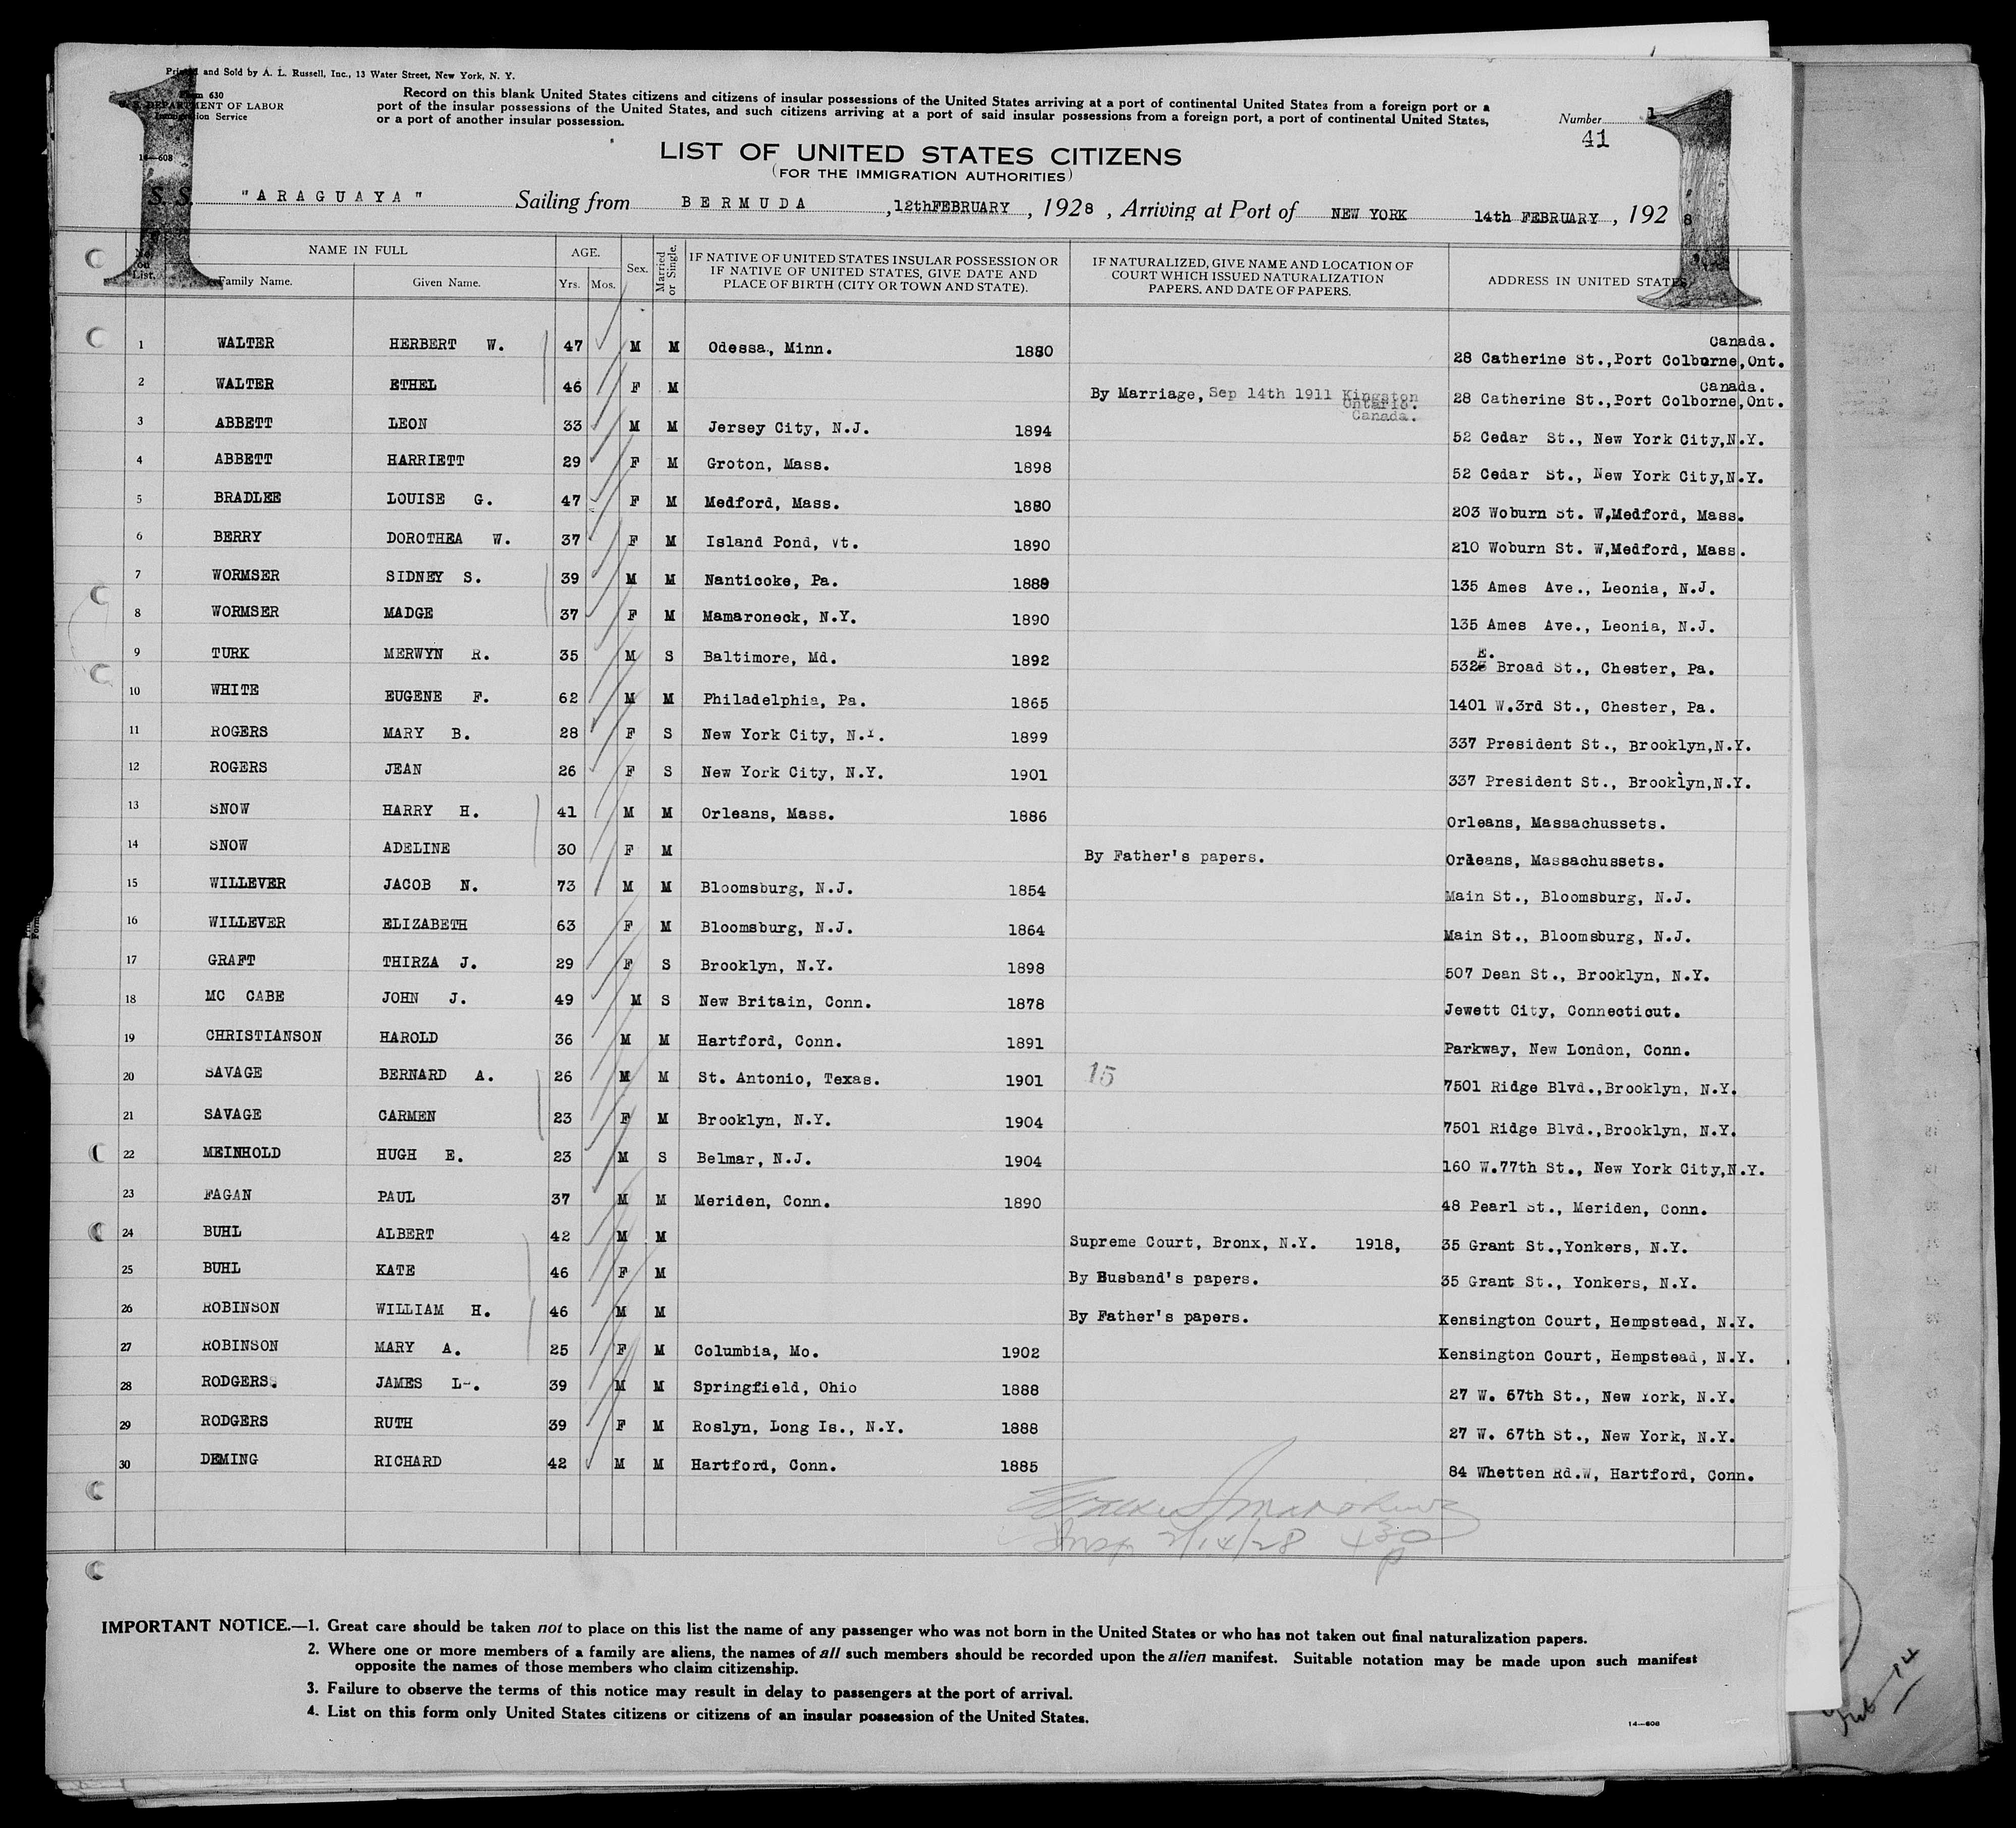 Printed and Sold by A. L. Russell, Inc., 13 Water Street, New York, N. Y.
Form 630
U. S. DEPARTMENT OF LABOR
Immigration Service
14—608
Record on this blank United States citizens and citizens of insular possessions of the United States arriving at a port of continental United States from a foreign port or a
port of the insular possessions of the United States, and such citizens arriving at a port of said insular possessions from a foreign port, a port of continental United States,
or a port of another insular possession.
Number 1
41
1 1
LIST OF UNITED STATES CITIZENS
(FOR THE IMMIGRATION AUTHORITIES)
S. S. "ARAGUAYA" Sailing from BERMUDA, 12thFEBRUARY, 1928, Arriving at Port of NEW YORK 14th FEBRUARY, 1928
No. on List. NAME IN FULL Family Name. Given Name. AGE. Yrs. Mos. Sex. Married or Single. IF NATIVE OF UNITED STATES INSULAR POSSESSION OR IF NATIVE OF UNITED STATES, GIVE DATE AND PLACE OF BIRTH (CITY OR TOWN AND STATE). IF NATURALIZED, GIVE NAME AND LOCATION OF COURT WHICH ISSUED NATURALIZATION PAPERS. AND DATE OF PAPERS. ADDRESS IN UNITED STATES
1 WALTER HERBERT W. 47 M M Odessa, Minn. 1880 28 Catherine St.,Port Colburne,Ont. Canada.
2 WALTER ETHEL 46 F M By Marriage, Sep 14th 1911 Kingston Ontario. Canada. 28 Catherine St.,Port Colborne,Ont. Canada.
3 ABBETT LEON 33 M M Jersey City, N.J. 1894 52 Cedar St., New York City,N.Y.
4 ABBETT HARRIETT 29 F M Groton, Mass. 1898 52 Cedar St., New York City,N.Y.
5 BRADLEE LOUISE G. 47 F M Medford, Mass. 1880 203 Woburn St. W,Medford, Mass.
6 BERRY DOROTHEA W. 37 F M Island Pond, Vt. 1890 210 Woburn St. W,Medford, Mass.
7 WORMSER SIDNEY S. 39 M M Nanticoke, Pa. 1888 135 Ames Ave., Leonia, N.J.
8 WORMSER MADGE 37 F M Mamaroneck, N.Y. 1890 135 Ames Ave., Leonia, N.J.
9 TURK MERWYN R. 35 M S Baltimore, Md. 1892 532 E. Broad St., Chester, Pa.
10 WHITE EUGENE F. 62 M M Philadelphia, Pa. 1865 1401 W.3rd St., Chester, Pa.
11 ROGERS MARY B. 28 F S New York City, N.Y. 1899 337 President St., Brooklyn,N.Y.
12 ROGERS JEAN 26 F S New York City, N.Y. 1901 337 President St., Brooklyn,N.Y.
13 SNOW HARRY H. 41 M M Orleans, Mass. 1886 Orleans, Massachussets.
14 SNOW ADELINE 30 F M By Father's papers. Orleans, Massachussets.
15 WILLEVER JACOB N. 73 M M Bloomsburg, N.J. 1854 Main St., Bloomsburg, N.J.
16 WILLEVER ELIZABETH 63 F M Bloomsburg, N.J. 1864 Main St., Bloomsburg, N.J.
17 GRAFT THIRZA J. 29 F S Brooklyn, N.Y. 1898 507 Dean St., Brooklyn, N.Y.
18 MC CABE JOHN J. 49 M S New Britain, Conn. 1878 Jewett City, Connecticut.
19 CHRISTIANSON HAROLD 36 M M Hartford, Conn. 1891 Parkway, New London, Conn.
20 SAVAGE BERNARD A. 26 M M St. Antonio, Texas. 1901 15 7501 Ridge Blvd.,Brooklyn, N.Y.
21 SAVAGE CARMEN 23 F M Brooklyn, N.Y. 1904 7501 Ridge Blvd.,Brooklyn, N.Y.
22 MEINHOLD HUGH E. 23 M S Belmar, N.J. 1904 160 W.77th St., New York City,N.Y.
23 FAGAN PAUL 37 M M Meriden, Conn. 1890 48 Pearl St., Meriden, Conn.
24 BUHL ALBERT 42 M M Supreme Court, Bronx, N.Y. 1918, 35 Grant St.,Yonkers, N.Y.
25 BUHL KATE 46 F M By Husband's papers. 35 Grant St., Yonkers, N.Y.
26 ROBINSON WILLIAM H. 46 M M By Father's papers. Kensington Court, Hempstead, N.Y.
27 ROBINSON MARY A. 25 F M Columbia, Mo. 1902 Kensington Court, Hempstead, N.Y.
28 RODGERS. JAMES L-. 39 M M Springfield, Ohio 1888 27 W. 67th St., New York, N.Y.
29 RODGERS RUTH 39 F M Roslyn, Long Is., N.Y. 1888 27 W. 67th St., New York, N.Y.
30 DEMING RICHARD 42 M M Hartford, Conn. 1885 84 Whetten Rd.W, Hartford, Conn.
Insp 2/14/28 430 P
IMPORTANT NOTICE.—1. Great care should be taken not to place on this list the name of any passenger who was not born in the United States or who has not taken out final naturalization papers.
2. Where one or more members of a family are aliens, the names of all such members should be recorded upon the alien manifest. Suitable notation may be made upon such manifest
opposite the names of those members who claim citizenship.
3. Failure to observe the terms of this notice may result in delay to passengers at the port of arrival.
4. List on this form only United States citizens or citizens of an insular possession of the United States.
14—608
Feb—14